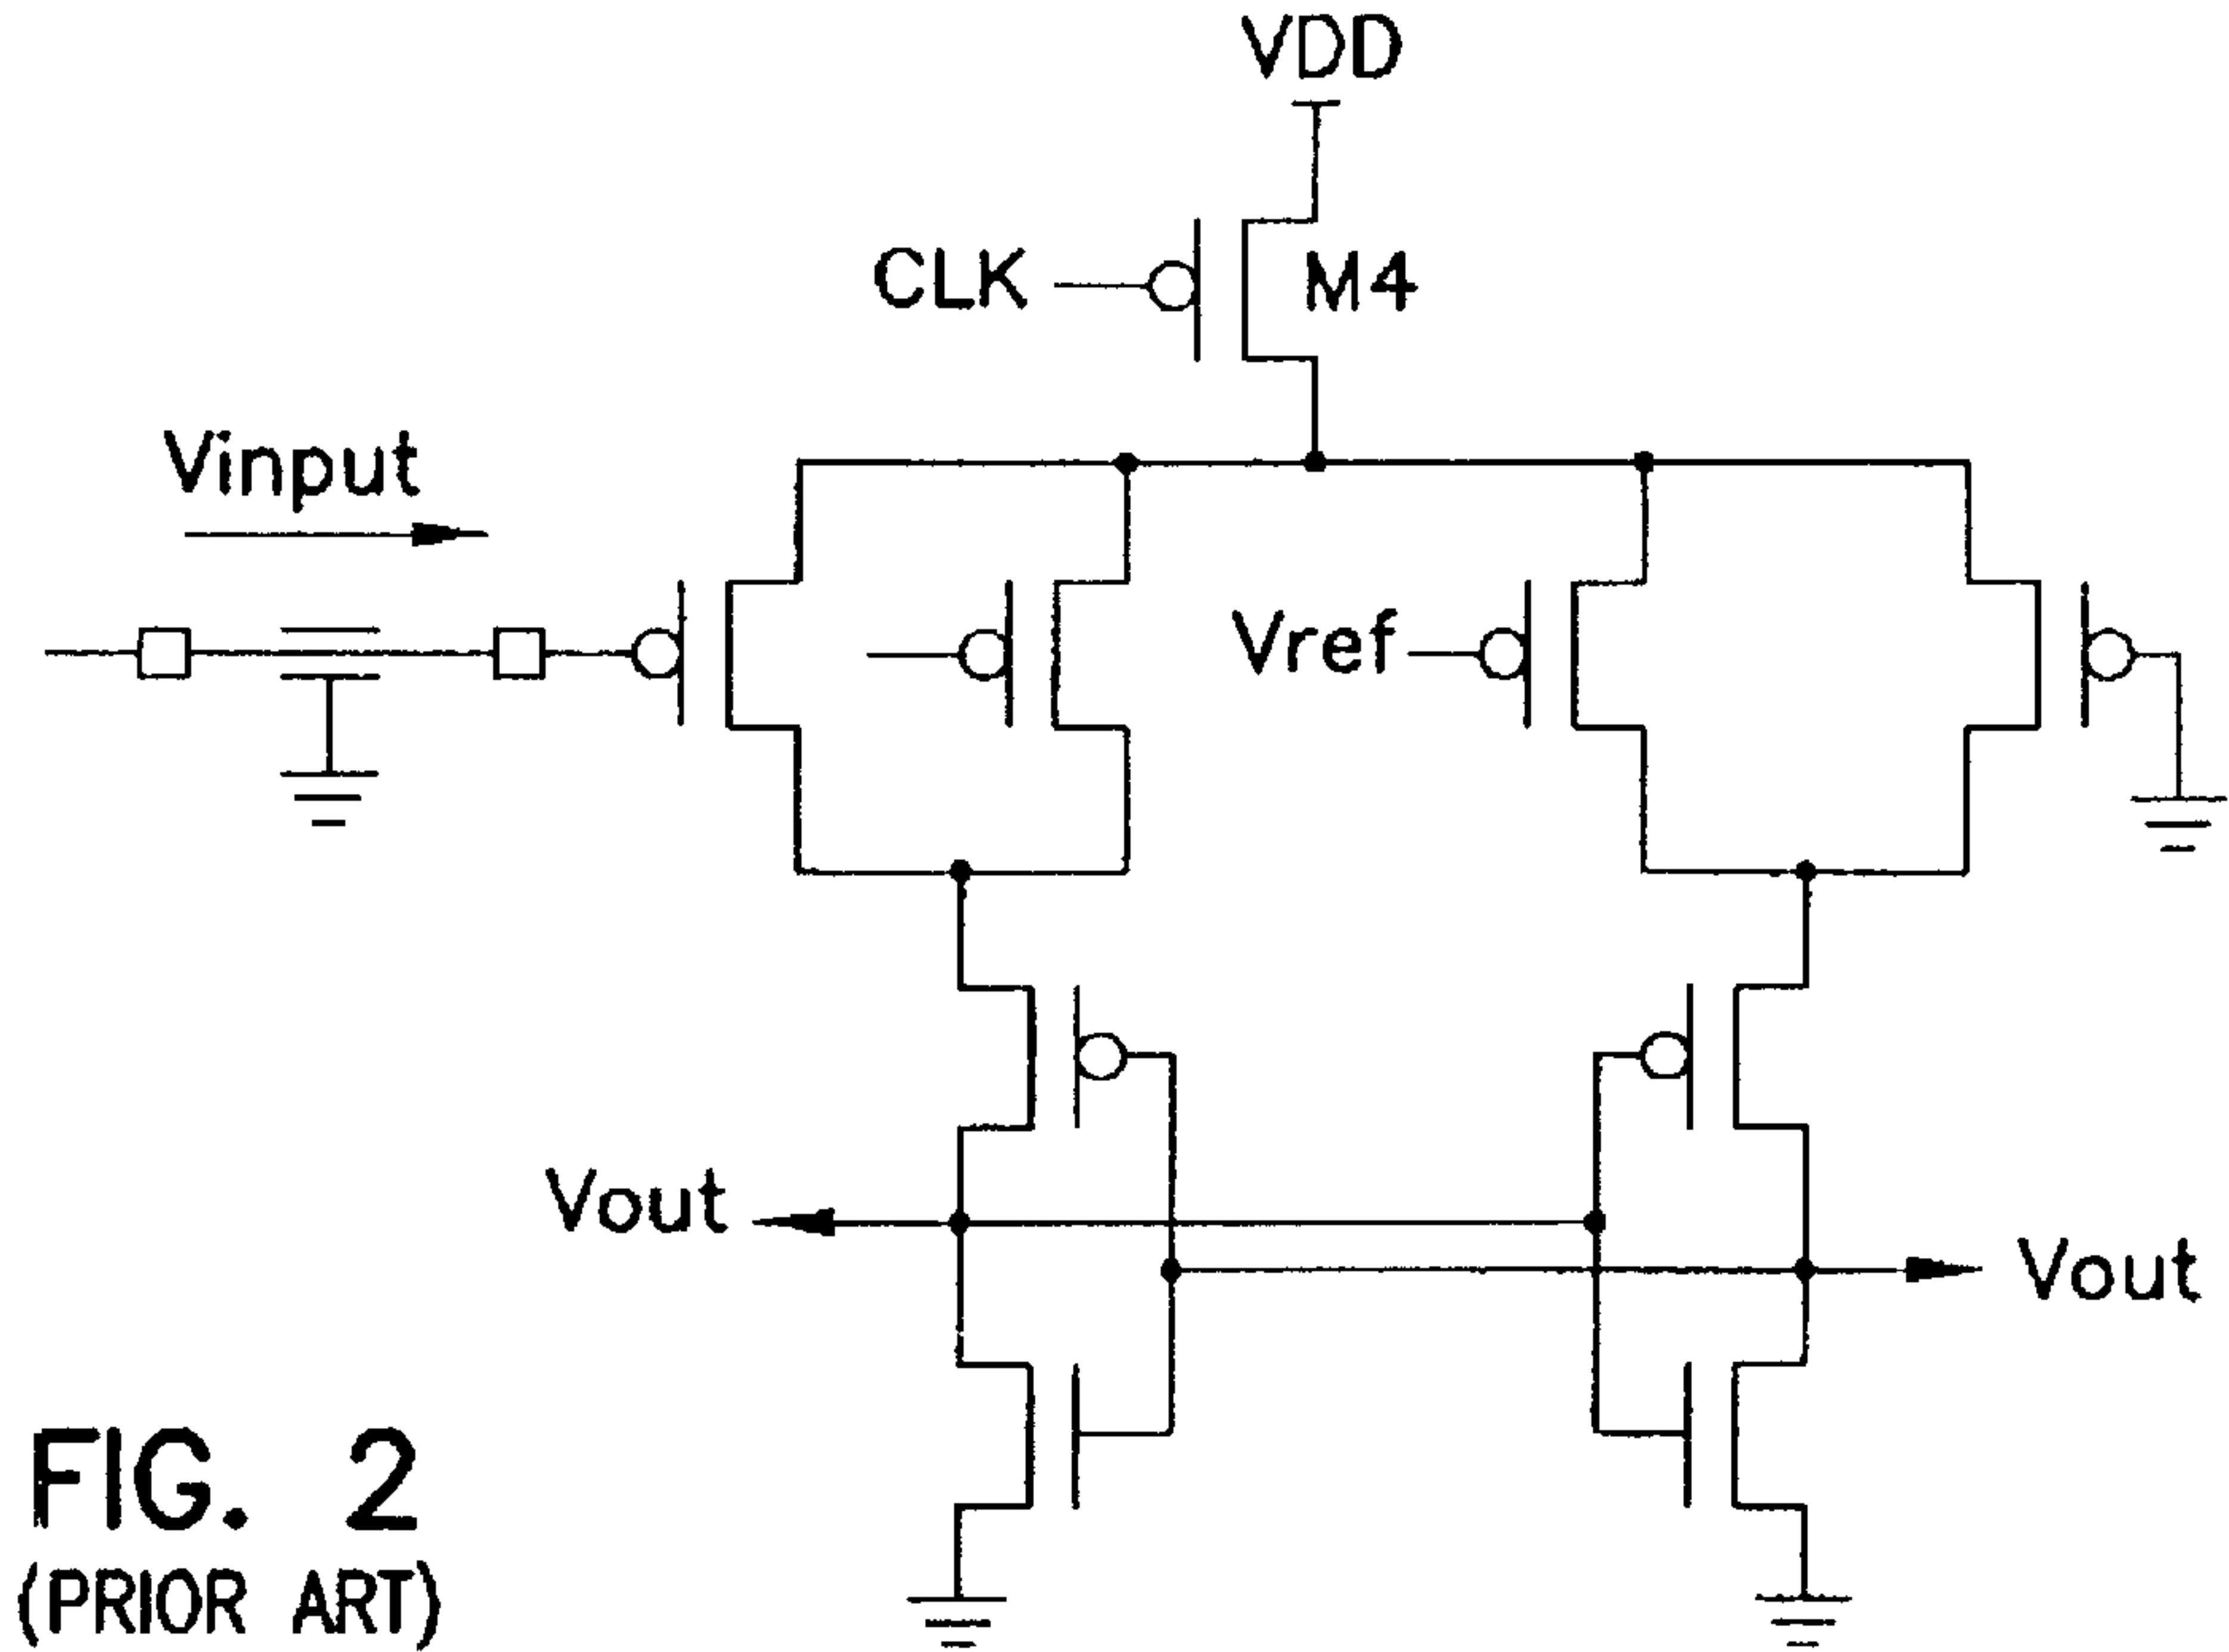 VDD
CLK
M4
Vinput
Vref
Vout
Vout
FIG. 2
(PRIOR ART)